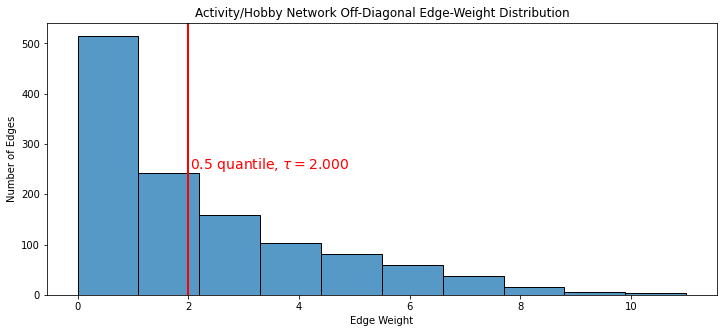 Activity/Hobby Network Off-Diagonal Edge-Weight Distribution
Number of Edges
500
400
300
200
100
0
0.5 quantile, τ = 2.000
0 2 4 6 8 10
Edge Weight